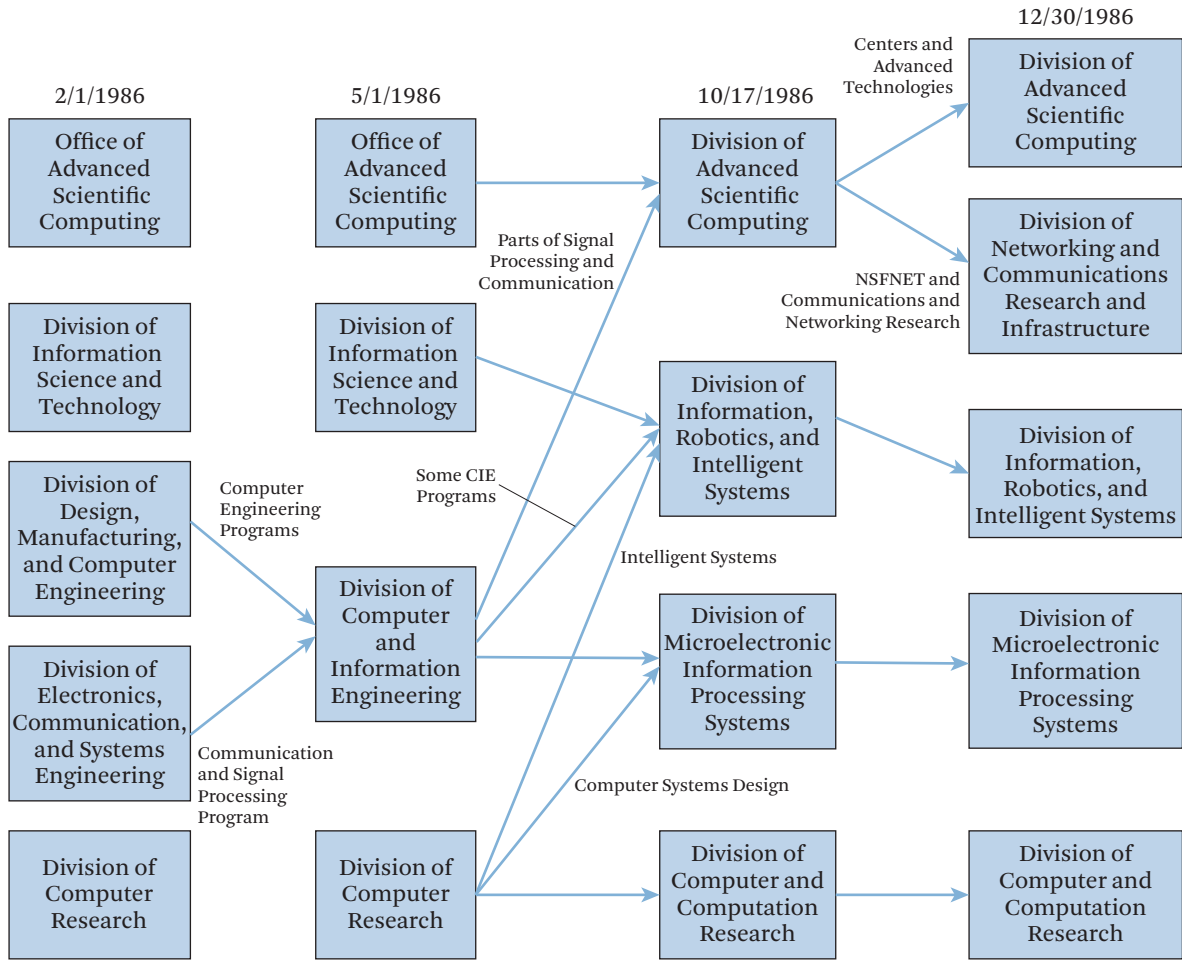 2/1/1986
Office of
Advanced
Scientific
Computing
Division of
Information
Science and
Technology
Division of
Design,
Manufacturing,
and Computer
Engineering
Division of
Electronics,
Communication,
and Systems
Engineering
Division of
Computer
Research
Computer
Engineering
Programs
Communication
and Signal
Processing
Program
5/1/1986
Office of
Advanced
Scientific
Computing
Division of
Information
Science and
Technology
Division of
Computer
and
Information
Engineering
Division of
Computer
Research
Parts of Signal
Processing and
Communication
Some CIE
Programs
Intelligent Systems
Computer Systems Design
10/17/1986
Division of
Advanced
Scientific
Computing
Division of
Information,
Robotics, and
Intelligent
Systems
Division of
Microelectronic
Information
Processing
Systems
Division of
Computer and
Computation
Research
Centers and
Advanced
Technologies
NSFNET and
Communications and
Networking Research
12/30/1986
Division of
Advanced
Scientific
Computing
Division of
Networking and
Communications
Research and
Infrastructure
Division of
Information,
Robotics, and
Intelligent Systems
Division of
Microelectronic
Information
Processing
Systems
Division of
Computer and
Computation
Research